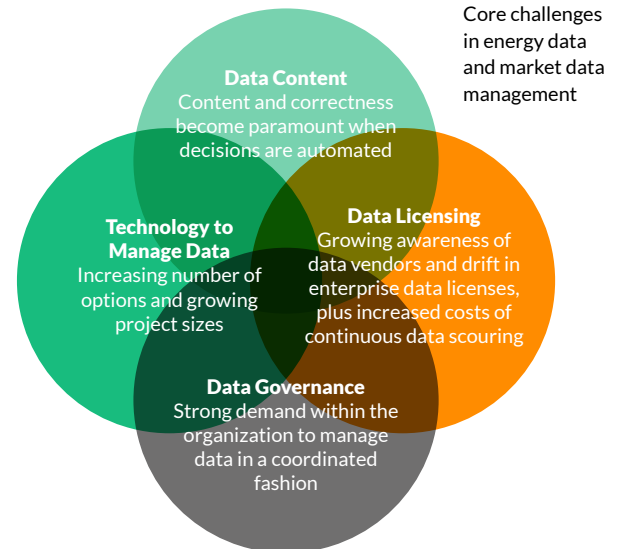 Core challenges
in energy data
and market data
management
Data Content
Content and correctness
become paramount when
decisions are automated
Technology to
Manage Data
Increasing number of
options and growing
project sizes
Data Licensing
Growing awareness of
data vendors and drift in
enterprise data licenses,
plus increased costs of
continuous data scouring
Data Governance
Strong demand within the
organization to manage
data in a coordinated
fashion